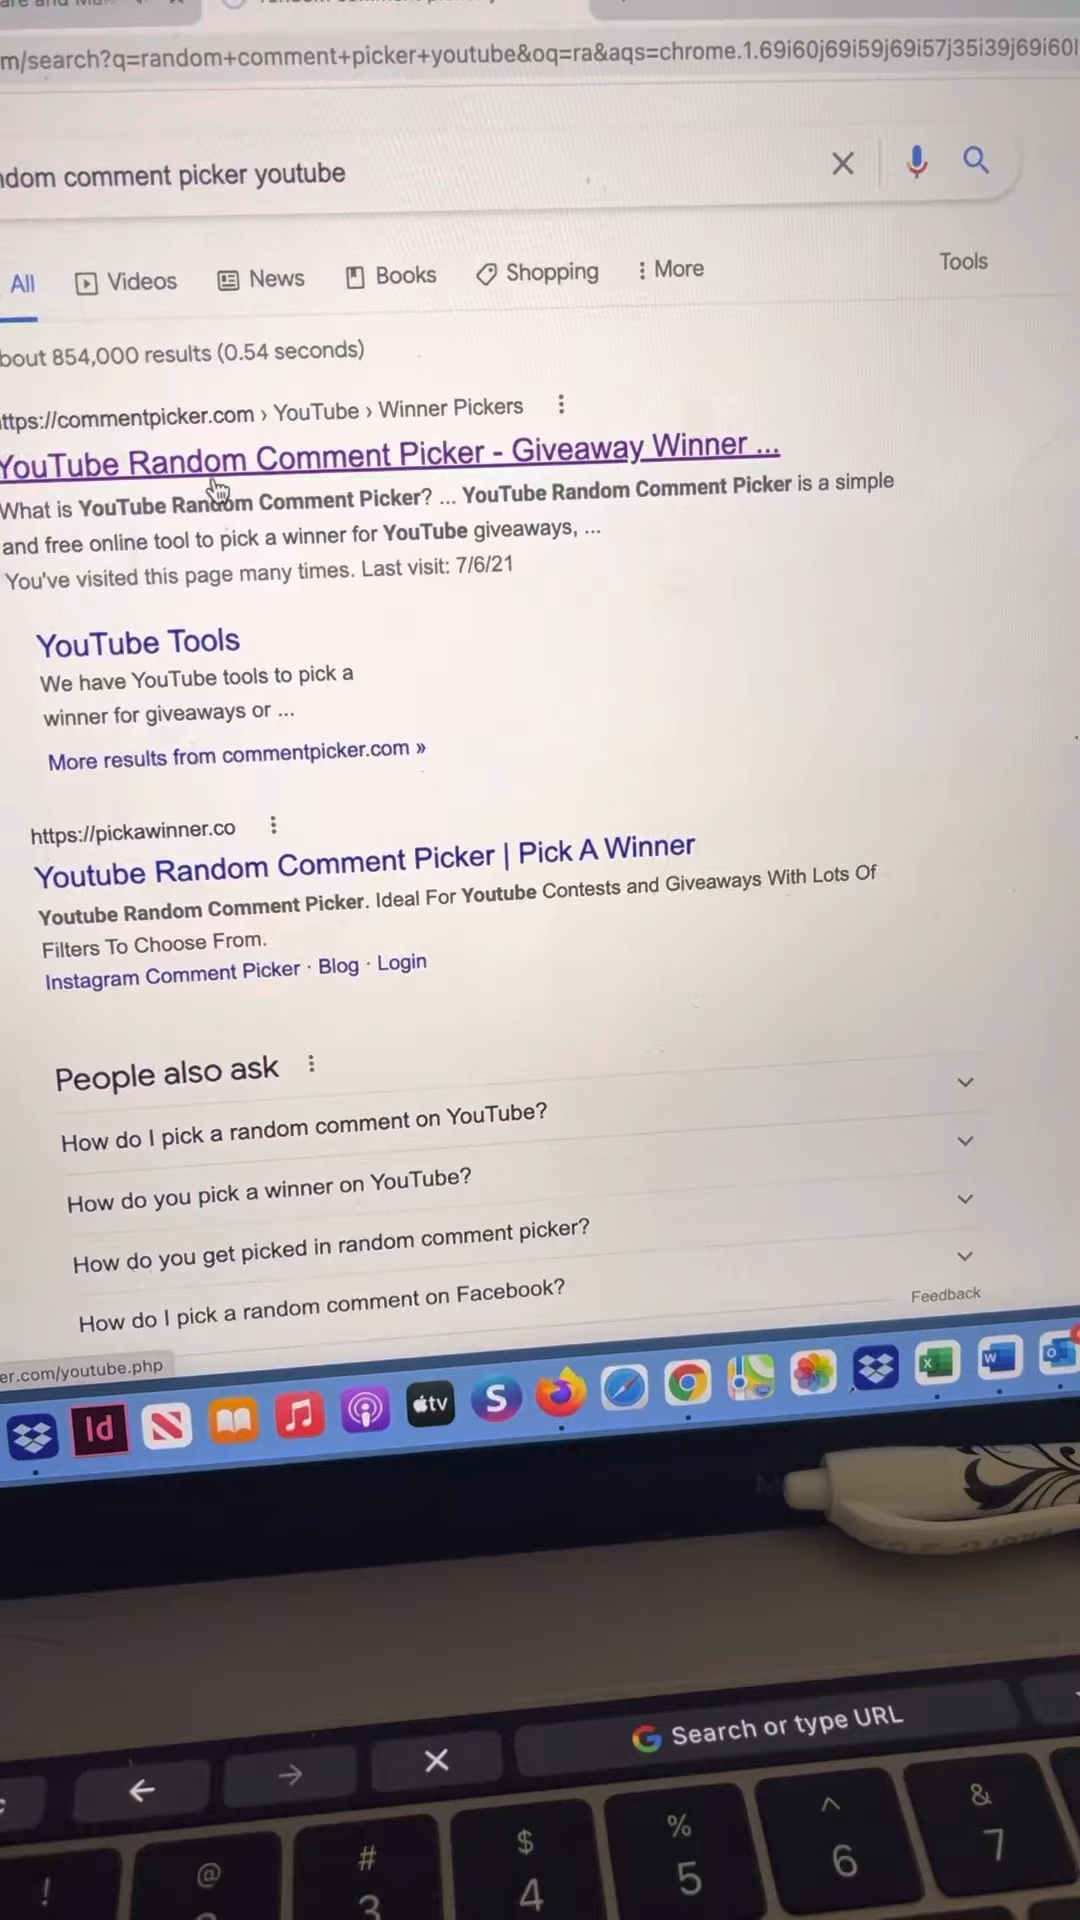 m/search?q=random+comment+picker+youtube&oq=ra&aqs=chrome.1.69i60j69i59j69i57j35i39j69i60l
ndom comment picker youtube
All Videos News Books Shopping More Tools
bout 854,000 results (0.54 seconds)
ttps://commentpicker.com › YouTube › Winner Pickers
YouTube Random Comment Picker - Giveaway Winner ...
What is YouTube Random Comment Picker? ... YouTube Random Comment Picker is a simple
and free online tool to pick a winner for YouTube giveaways, ...
You've visited this page many times. Last visit: 7/6/21
YouTube Tools
We have YouTube tools to pick a
winner for giveaways or ...
More results from commentpicker.com »
https://pickawinner.co
Youtube Random Comment Picker | Pick A Winner
Youtube Random Comment Picker. Ideal For Youtube Contests and Giveaways With Lots Of
Filters To Choose From.
Instagram Comment Picker · Blog · Login
People also ask
How do I pick a random comment on YouTube?
How do you pick a winner on YouTube?
How do you get picked in random comment picker?
How do I pick a random comment on Facebook?
Feedback
er.com/youtube.php
Id tv S X W O
G Search or type URL
! @ # $ % ^ &
3 4 5 6 7